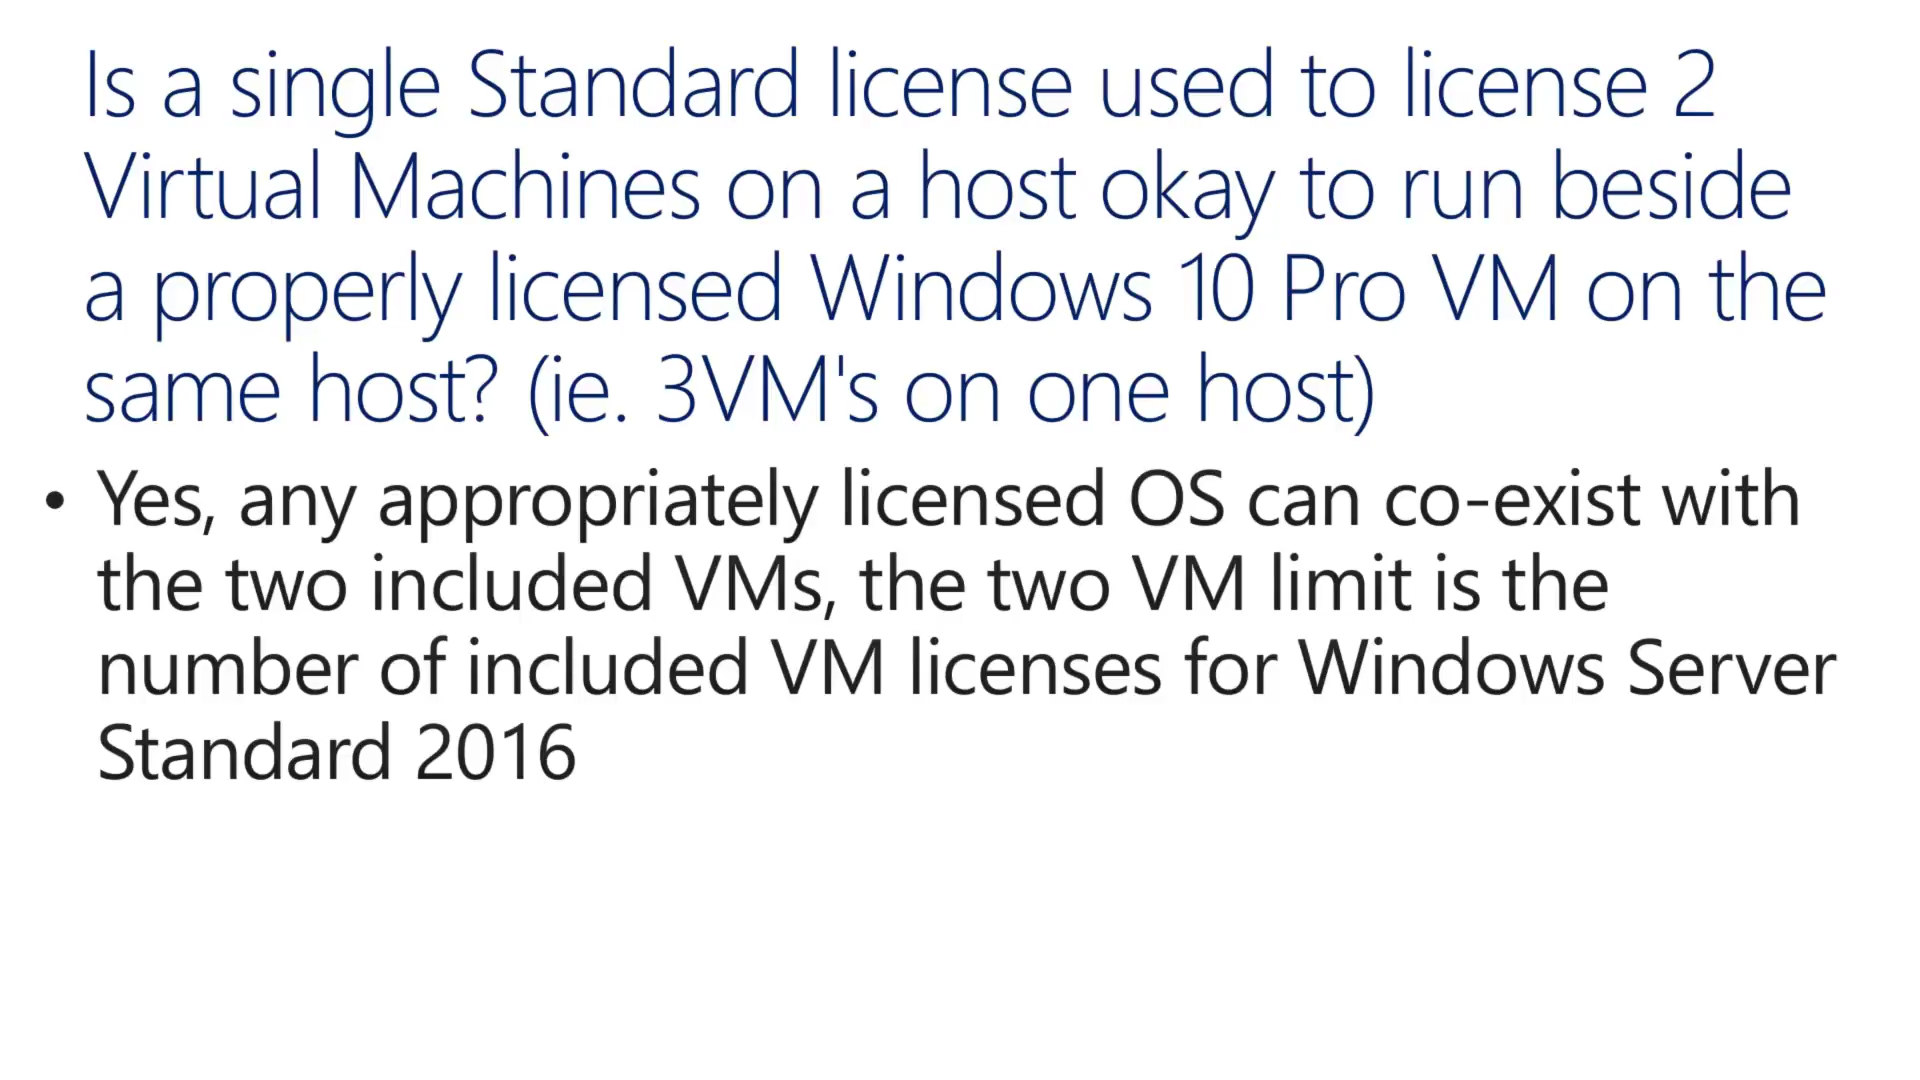 Is a single Standard license used to license 2
Virtual Machines on a host okay to run beside
a properly licensed Windows 10 Pro VM on the
same host? (ie. 3VM's on one host)
• Yes, any appropriately licensed OS can co-exist with
the two included VMs, the two VM limit is the
number of included VM licenses for Windows Server
Standard 2016